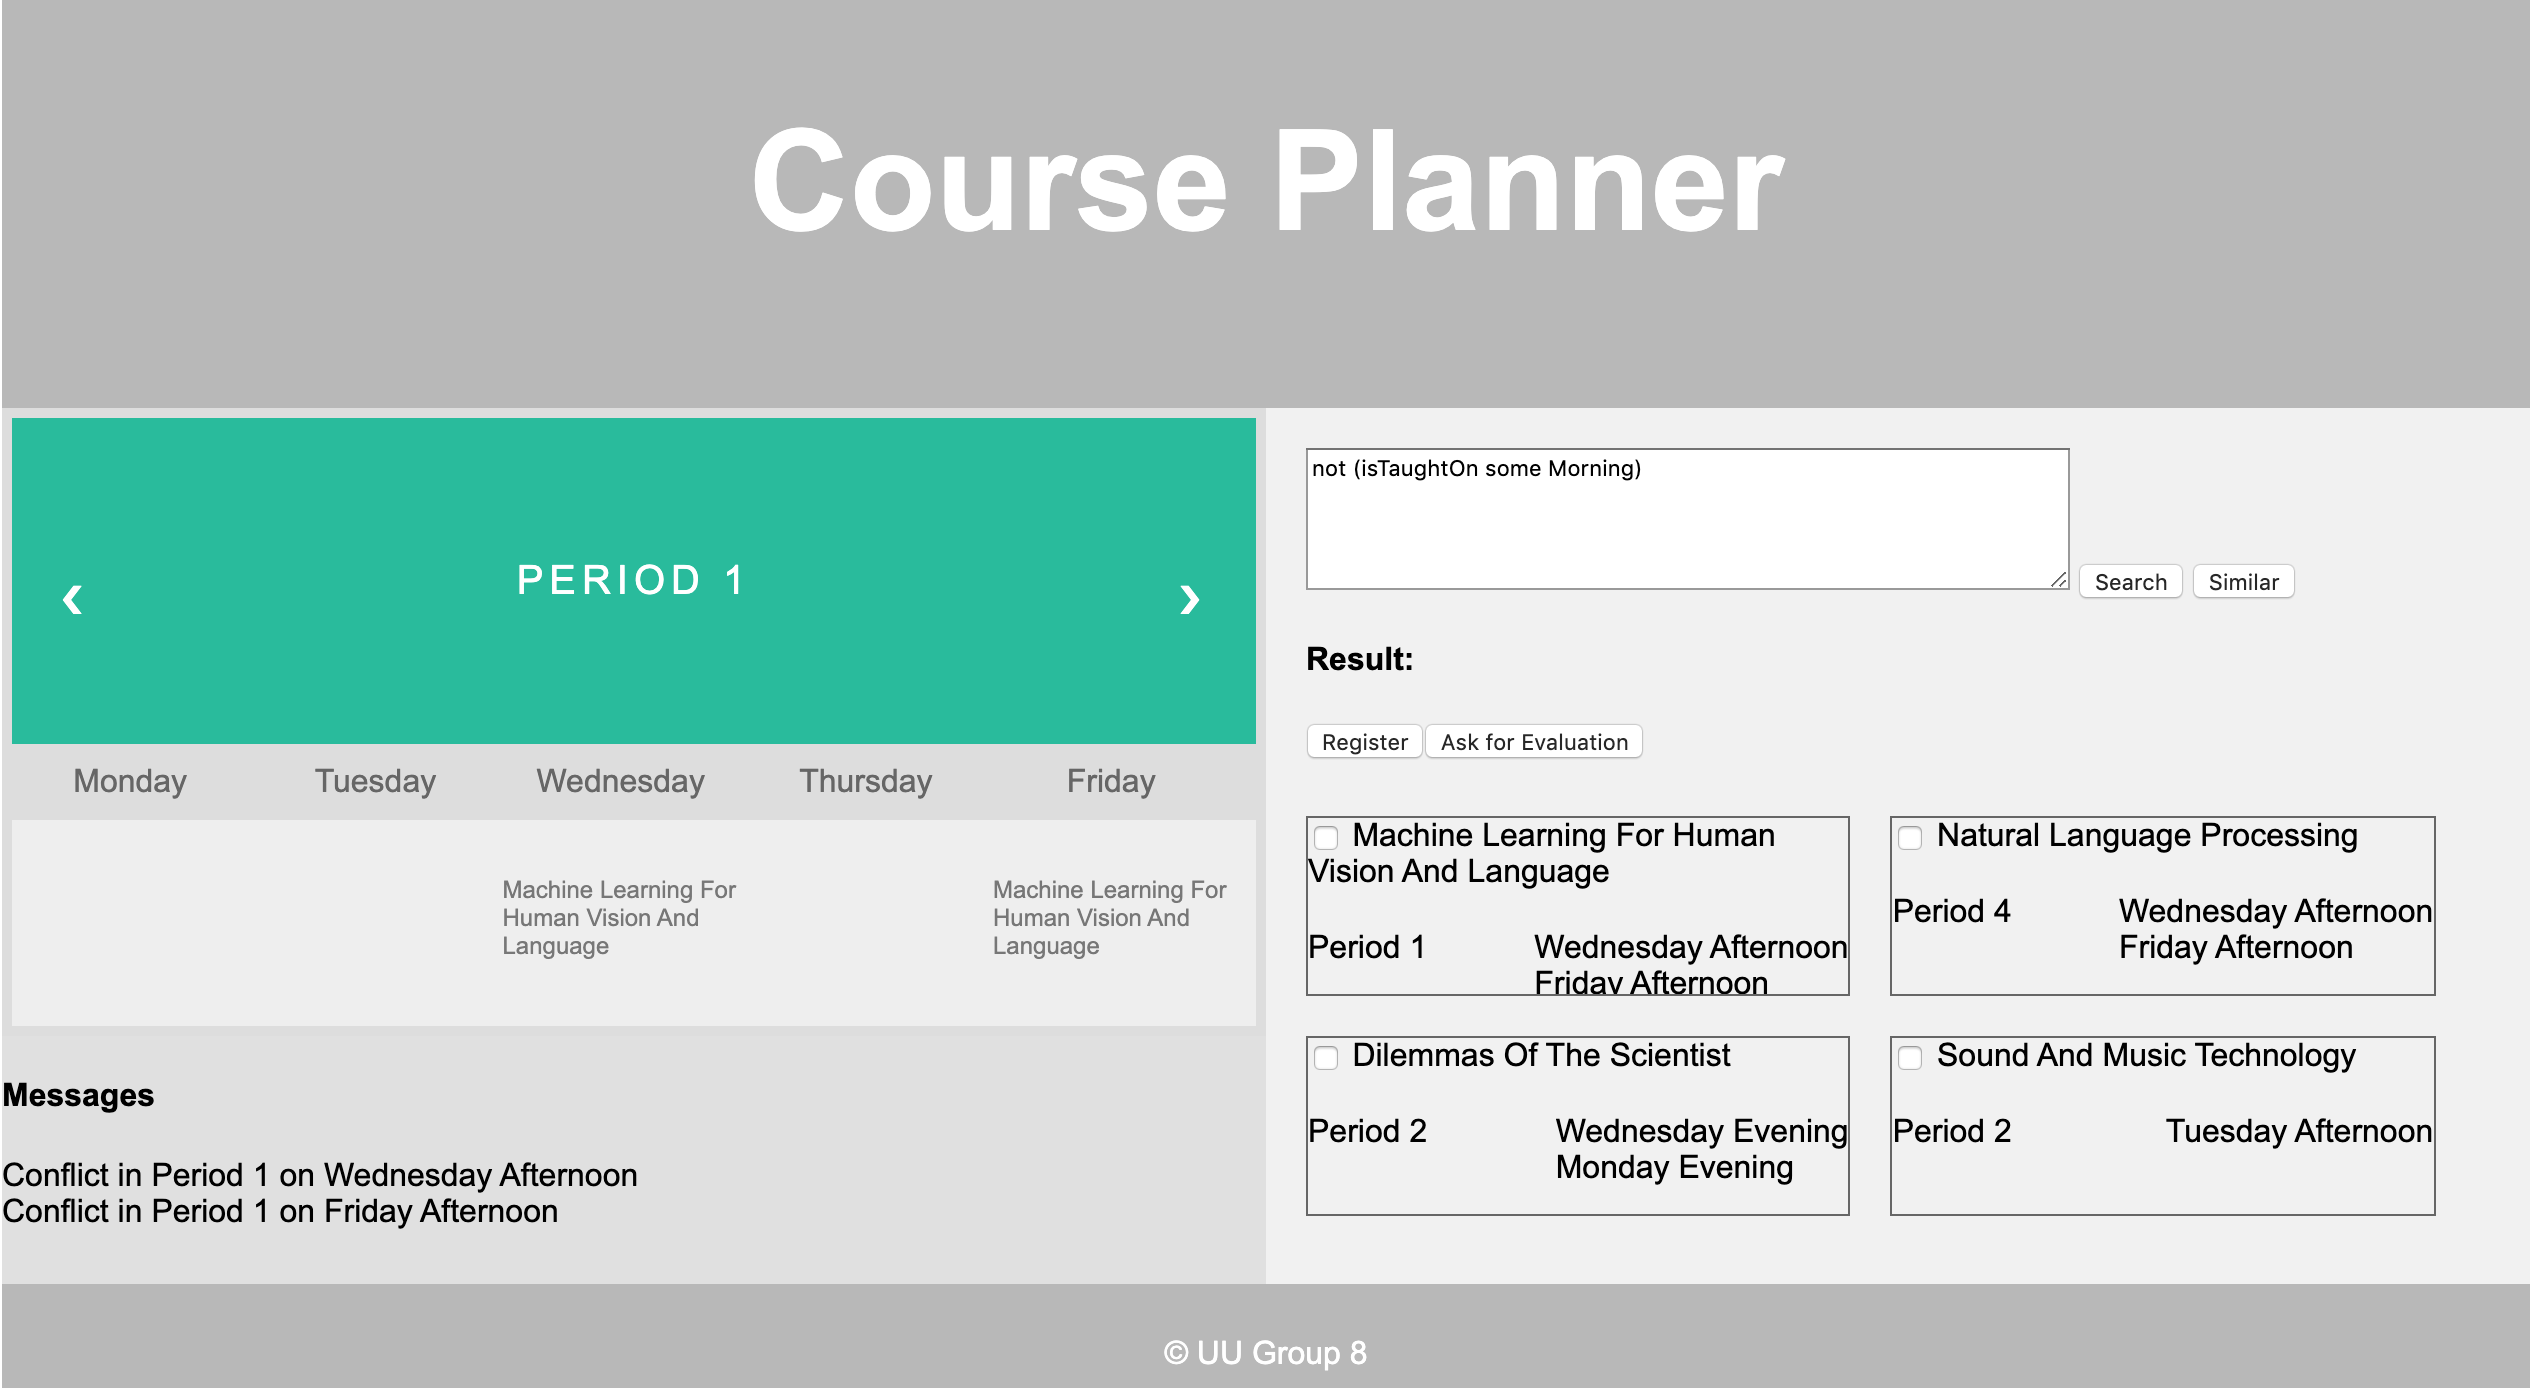 Course Planner
‹
PERIOD 1
›
Monday Tuesday Wednesday Thursday Friday
Machine Learning For
Human Vision And
Language
Machine Learning For
Human Vision And
Language
Messages
Conflict in Period 1 on Wednesday Afternoon
Conflict in Period 1 on Friday Afternoon
not (isTaughtOn some Morning)
Search Similar
Result:
Register Ask for Evaluation
Machine Learning For Human
Vision And Language
Period 1 Wednesday Afternoon
Friday Afternoon
Natural Language Processing
Period 4 Wednesday Afternoon
Friday Afternoon
Dilemmas Of The Scientist
Period 2 Wednesday Evening
Monday Evening
Sound And Music Technology
Period 2 Tuesday Afternoon
© UU Group 8